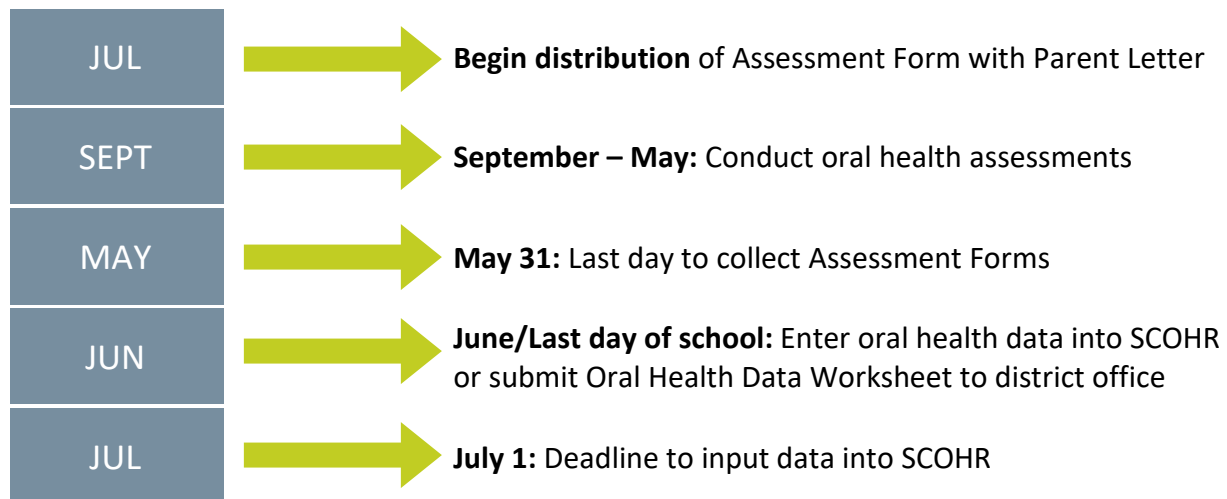 JUL
Begin distribution of Assessment Form with Parent Letter
SEPT
September – May: Conduct oral health assessments
MAY
May 31: Last day to collect Assessment Forms
JUN
June/Last day of school: Enter oral health data into SCOHR
or submit Oral Health Data Worksheet to district office
JUL
July 1: Deadline to input data into SCOHR